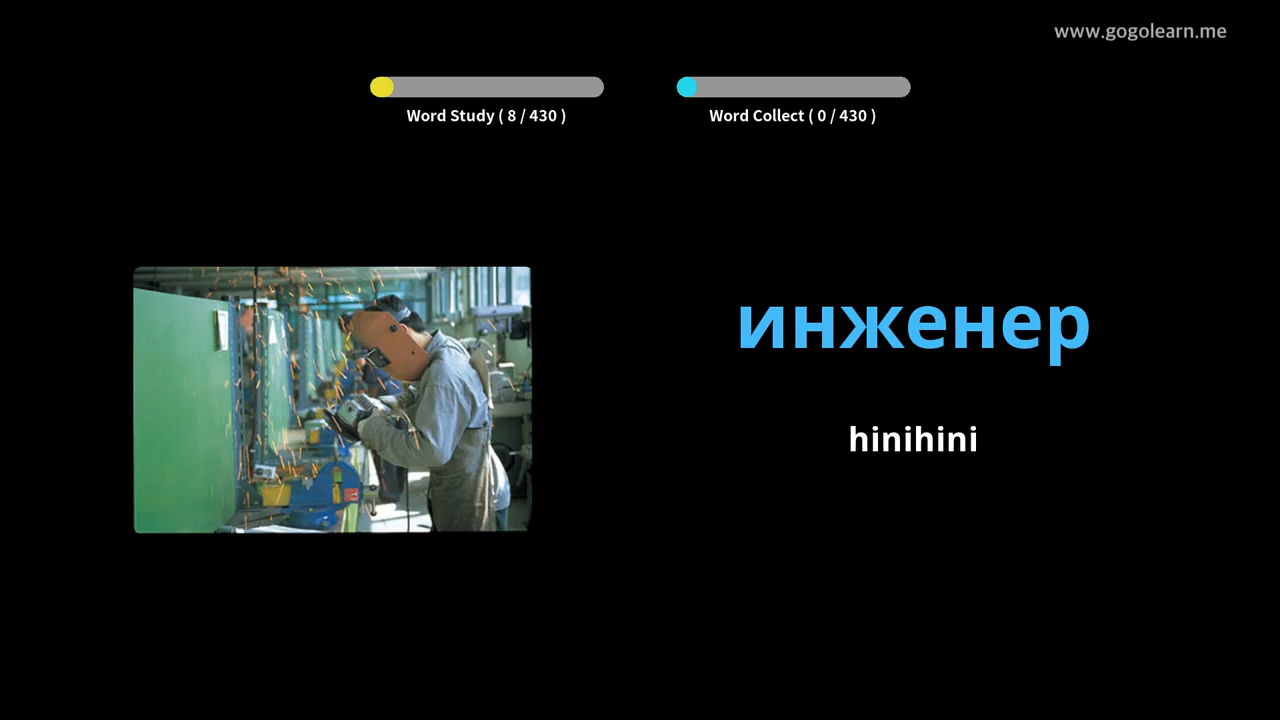 www.gogolearn.me
Word Study ( 8 / 430 )
Word Collect ( 0 / 430 )
инженер
hinihini